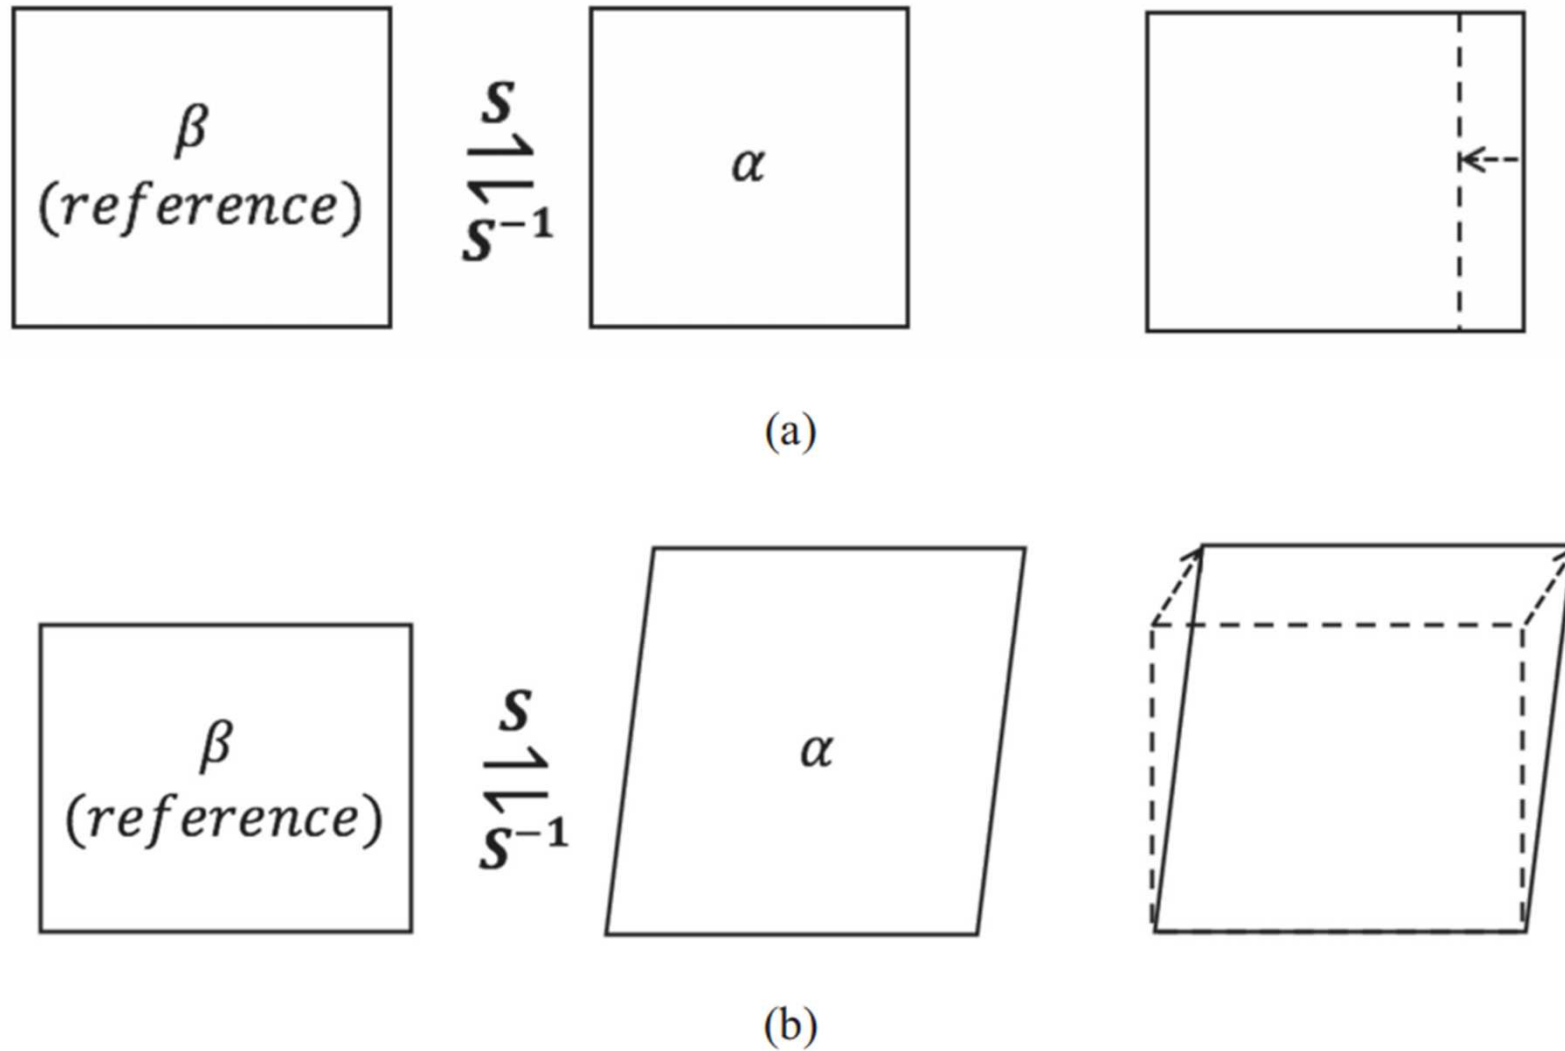 β
(reference)
S
⇌
S⁻¹
α
(a)
β
(reference)
S
⇌
S⁻¹
α
(b)